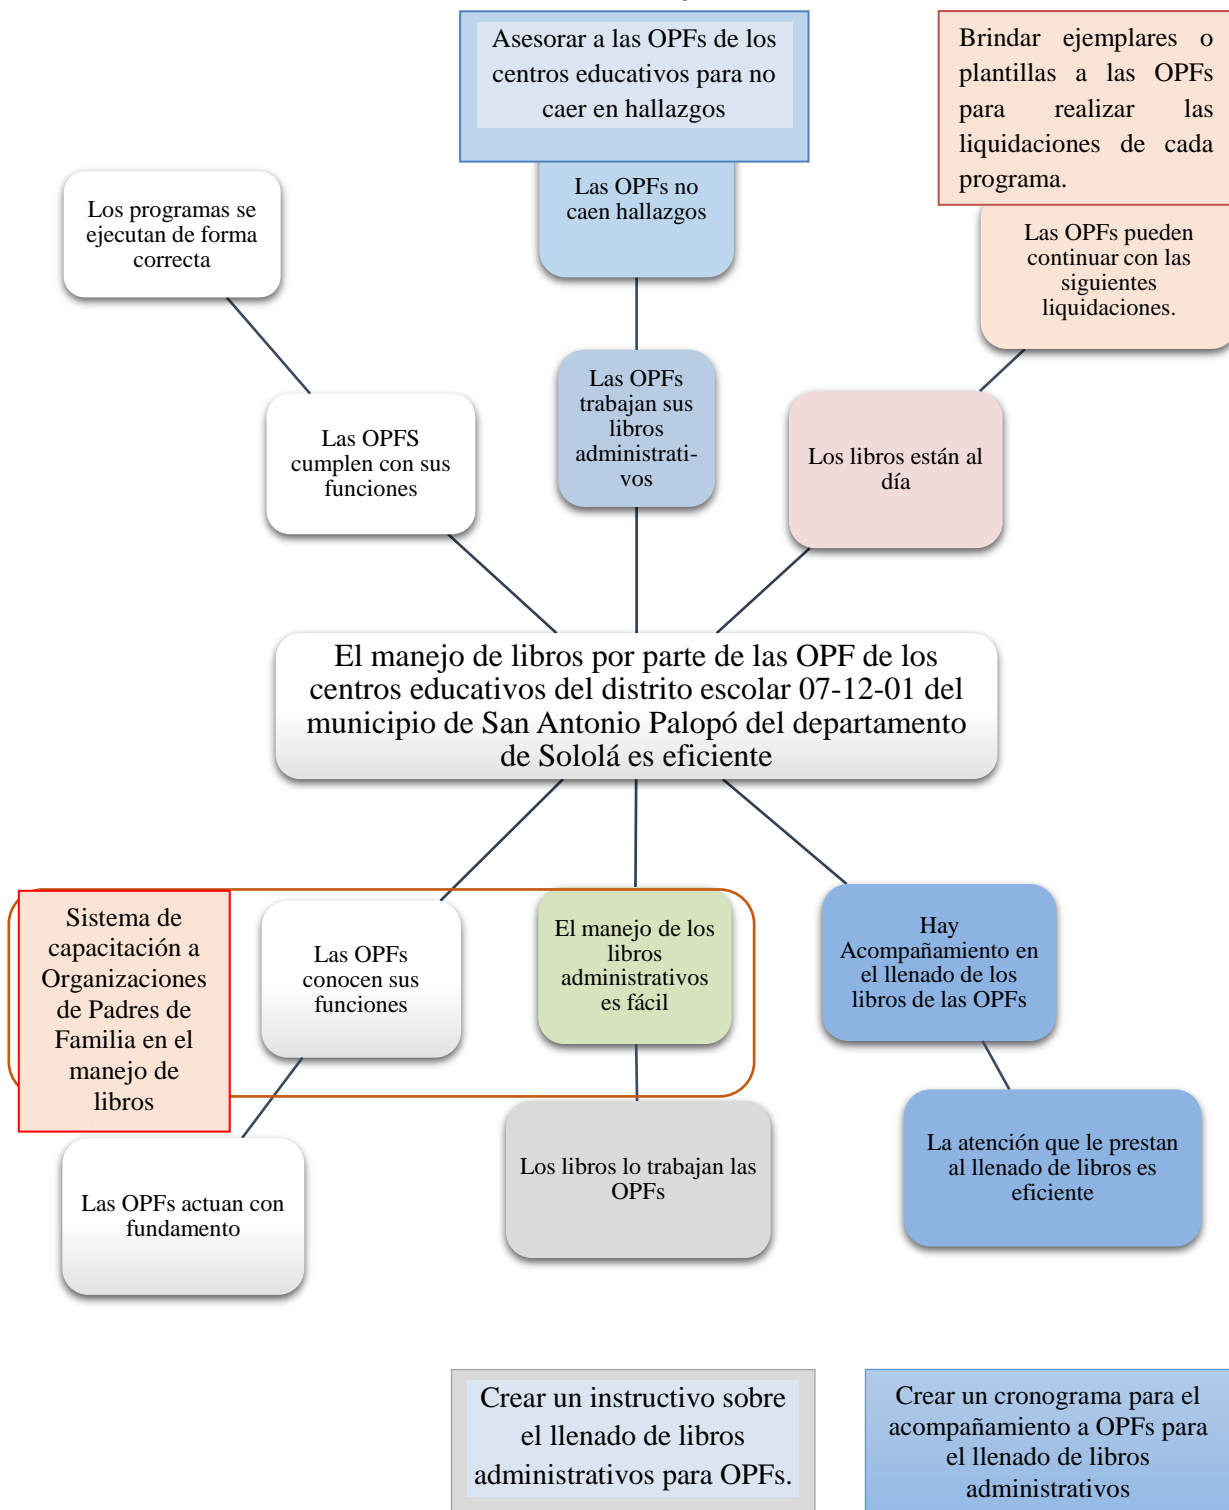 Asesorar a las OPFs de los
centros educativos para no
caer en hallazgos
Brindar ejemplares o
plantillas a las OPFs
para realizar las
liquidaciones de cada
programa.
Las OPFs no
caen hallazgos
Los programas se
ejecutan de forma
correcta
Las OPFs pueden
continuar con las
siguientes
liquidaciones.
Las OPFS
cumplen con sus
funciones
Las OPFs
trabajan sus
libros
administrati-
vos
Los libros están al
día
El manejo de libros por parte de las OPF de los
centros educativos del distrito escolar 07-12-01 del
municipio de San Antonio Palopó del departamento
de Sololá es eficiente
Sistema de
capacitación a
Organizaciones
de Padres de
Familia en el
manejo de
libros
Las OPFs
conocen sus
funciones
El manejo de los
libros
administrativos
es fácil
Hay
Acompañamiento en
el llenado de los
libros de las OPFs
Las OPFs actuan con
fundamento
Los libros lo trabajan las
OPFs
La atención que le prestan
al llenado de libros es
eficiente
Crear un instructivo sobre
el llenado de libros
administrativos para OPFs.
Crear un cronograma para el
acompañamiento a OPFs para
el llenado de libros
administrativos